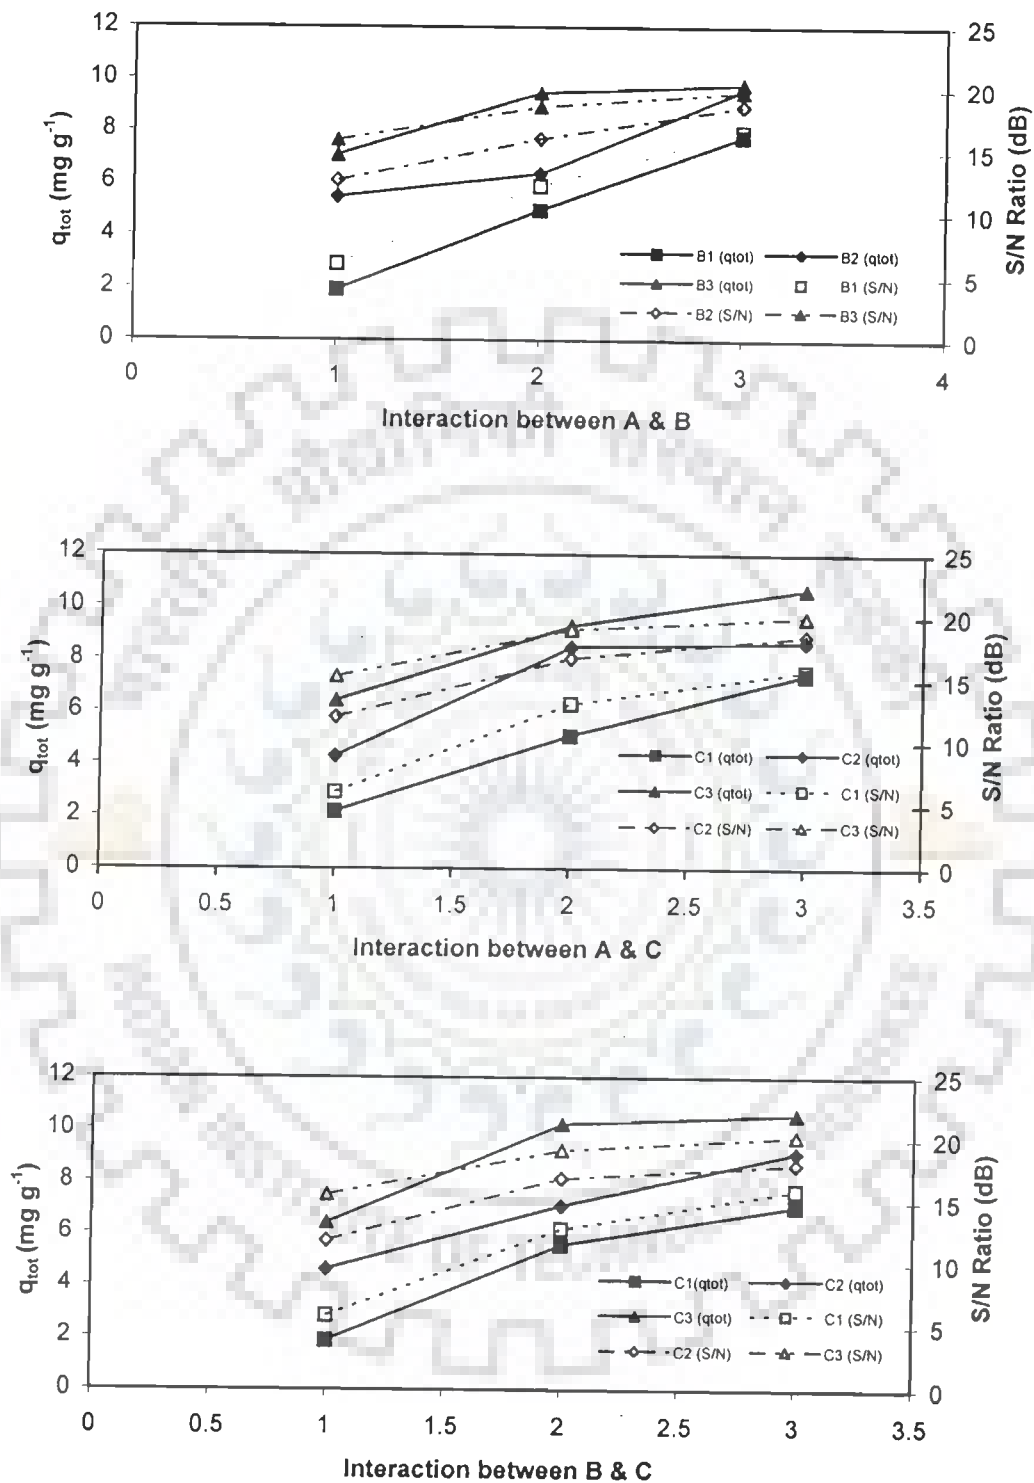 12
10
8
6
4
2
0
q_tot (mg g⁻¹)
25
20
15
10
5
0
S/N Ratio (dB)
B1 (qtot) B2 (qtot)
B3 (qtot) B1 (S/N)
B2 (S/N) B3 (S/N)
0 1 2 3 4
Interaction between A & B
12
10
8
6
4
2
0
q_tot (mg g⁻¹)
25
20
15
10
5
0
S/N Ratio (dB)
C1 (qtot) C2 (qtot)
C3 (qtot) C1 (S/N)
C2 (S/N) C3 (S/N)
0 0.5 1 1.5 2 2.5 3 3.5
Interaction between A & C
12
10
8
6
4
2
0
q_tot (mg g⁻¹)
25
20
15
10
5
0
S/N Ratio (dB)
C1(qtot) C2 (qtot)
C3 (qtot) C1 (S/N)
C2 (S/N) C3 (S/N)
0 0.5 1 1.5 2 2.5 3 3.5
Interaction between B & C